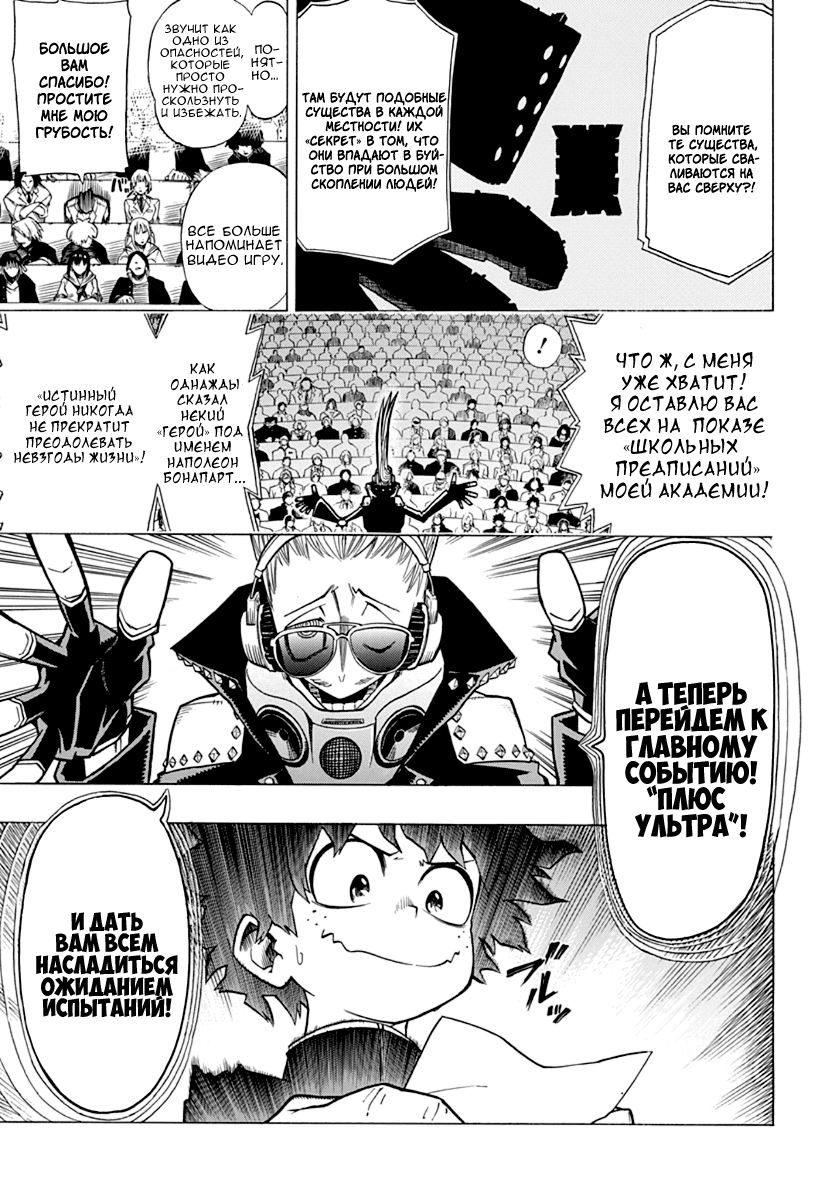 ВЫ ПОМНИТЕ
ТЕ СУЩЕСТВА,
КОТОРЫЕ СВА-
ЛИВАЮТСЯ НА
ВАС СВЕРХУ?!
ТАМ БУДУТ ПОДОБНЫЕ
СУЩЕСТВА В КАЖДОЙ
МЕСТНОСТИ! ИХ
«СЕКРЕТ» В ТОМ, ЧТО
ОНИ ВПАДАЮТ В БУЙ-
СТВО ПРИ БОЛЬШОМ
СКОПЛЕНИИ ЛЮДЕЙ!
ПО-
НЯТ-
НО...
ЗВУЧИТ КАК
ОДНО ИЗ
ОПАСНОСТЕЙ,
КОТОРЫЕ
ПРОСТО
НУЖНО ПРО-
СКОЛЬЗНУТЬ
И ИЗБЕЖАТЬ.
БОЛЬШОЕ
ВАМ
СПАСИБО!
ПРОСТИТЕ
МНЕ МОЮ
ГРУБОСТЬ!
ВСЕ БОЛЬШЕ
НАПОМИНАЕТ
ВИДЕО ИГРУ.
ЧТО Ж, С МЕНЯ
УЖЕ ХВАТИТ!
Я ОСТАВЛЮ ВАС
ВСЕХ НА ПОКАЗЕ
«ШКОЛЬНЫХ
ПРЕДПИСАНИЙ»
МОЕЙ АКАДЕМИИ!
!
КАК
ОДНАЖДЫ
СКАЗАЛ
НЕКИЙ
«ГЕРОЙ» ПОД
ИМЕНЕМ
НАПОЛЕОН
БОНАПАРТ...
«ИСТИННЫЙ
ГЕРОЙ НИКОГДА
НЕ ПРЕКРАТИТ
ПРЕОДОЛЕВАТЬ
НЕВЗГОДЫ ЖИЗНИ»!
А ТЕПЕРЬ
ПЕРЕЙДЕМ К
ГЛАВНОМУ
СОБЫТИЮ!
"ПЛЮС
УЛЬТРА"!
И ДАТЬ
ВАМ ВСЕМ
НАСЛАДИТЬСЯ
ОЖИДАНИЕМ
ИСПЫТАНИЙ!